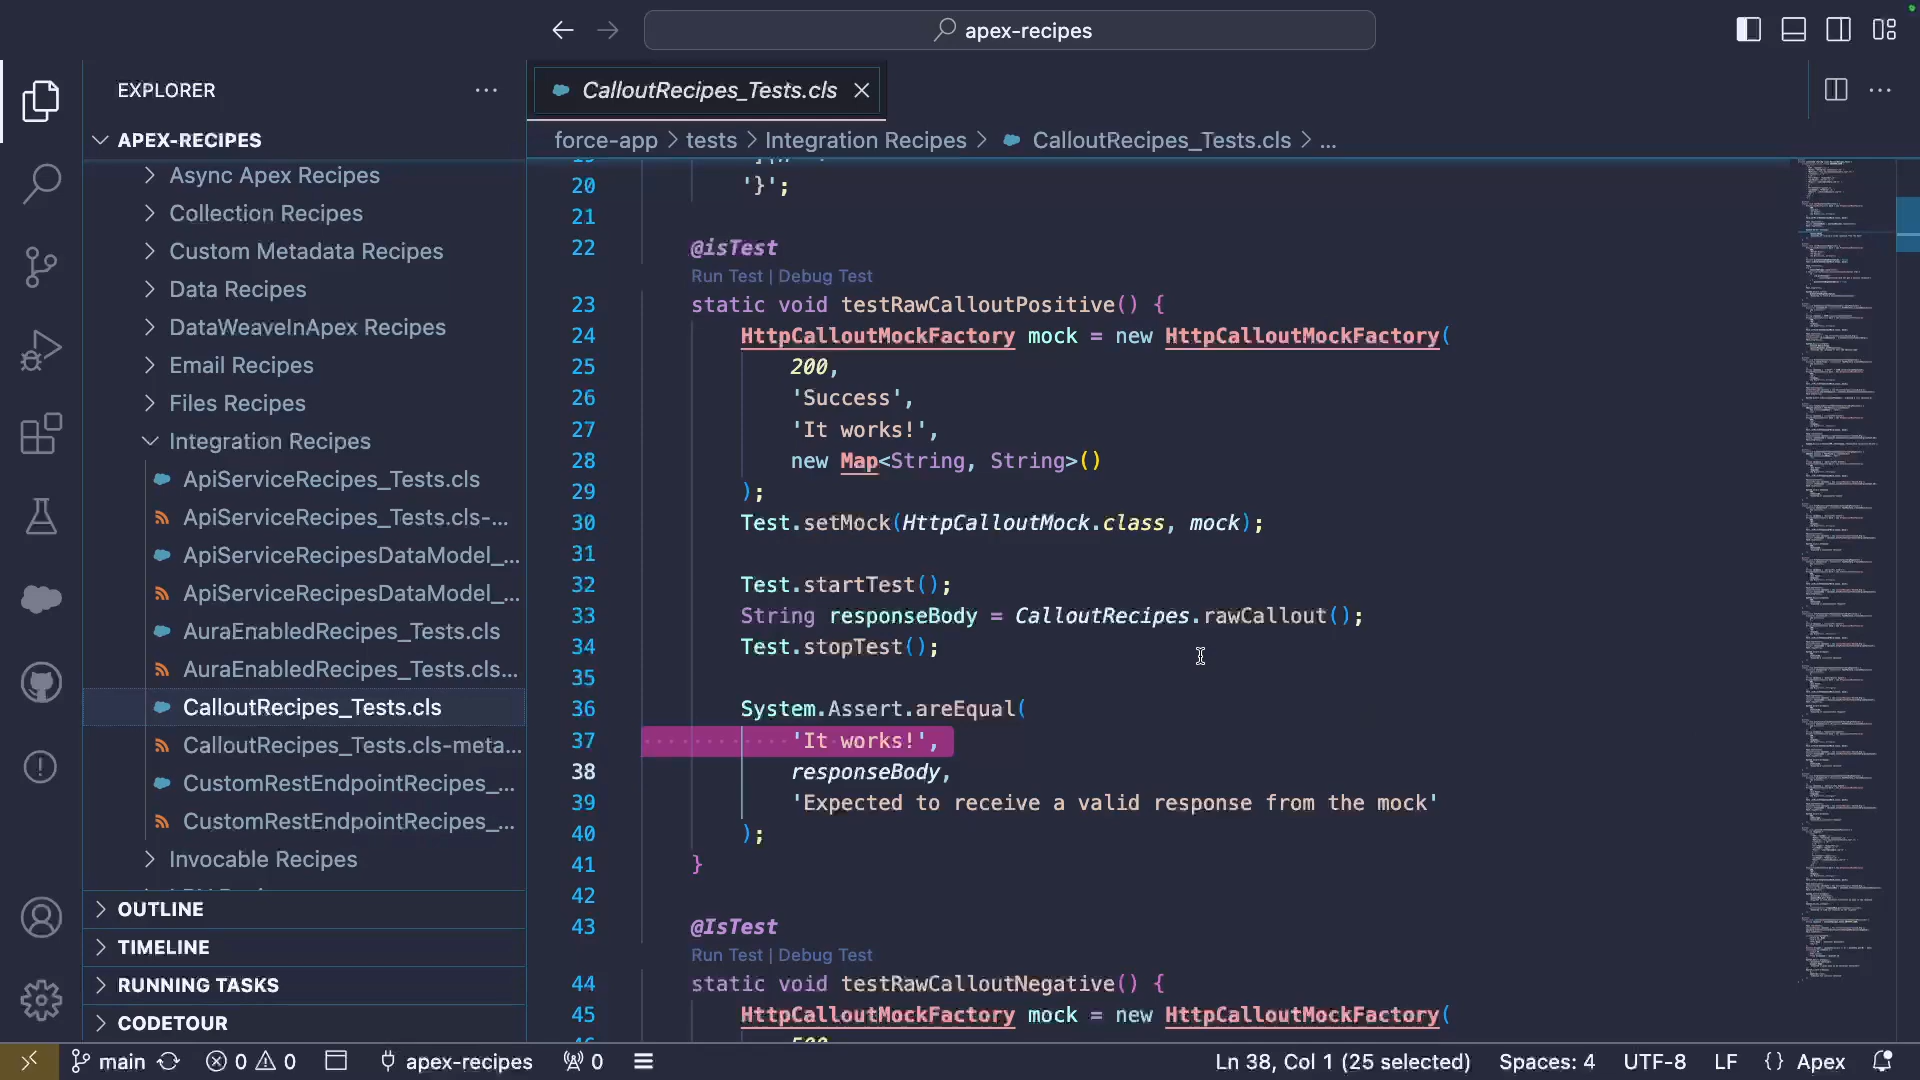 apex-recipes
EXPLORER
APEX-RECIPES
Async Apex Recipes
Collection Recipes
Custom Metadata Recipes
Data Recipes
DataWeaveInApex Recipes
Email Recipes
Files Recipes
Integration Recipes
ApiServiceRecipes_Tests.cls
ApiServiceRecipes_Tests.cls-...
ApiServiceRecipesDataModel_...
ApiServiceRecipesDataModel_...
AuraEnabledRecipes_Tests.cls
AuraEnabledRecipes_Tests.cls...
CalloutRecipes_Tests.cls
CalloutRecipes_Tests.cls-meta...
CustomRestEndpointRecipes_...
CustomRestEndpointRecipes_...
Invocable Recipes
OUTLINE
TIMELINE
RUNNING TASKS
CODETOUR
CalloutRecipes_Tests.cls
force-app > tests > Integration Recipes > CalloutRecipes_Tests.cls > ...
20 '}';
21
22 @isTest
Run Test | Debug Test
23 static void testRawCalloutPositive() {
24 HttpCalloutMockFactory mock = new HttpCalloutMockFactory(
25 200,
26 'Success',
27 'It works!',
28 new Map<String, String>()
29 );
30 Test.setMock(HttpCalloutMock.class, mock);
31
32 Test.startTest();
33 String responseBody = CalloutRecipes.rawCallout();
34 Test.stopTest();
35
36 System.Assert.areEqual(
37 'It works!',
38 responseBody,
39 'Expected to receive a valid response from the mock'
40 );
41 }
42
43 @IsTest
Run Test | Debug Test
44 static void testRawCalloutNegative() {
45 HttpCalloutMockFactory mock = new HttpCalloutMockFactory(
main 0 0 apex-recipes 0 Ln 38, Col 1 (25 selected) Spaces: 4 UTF-8 LF {} Apex